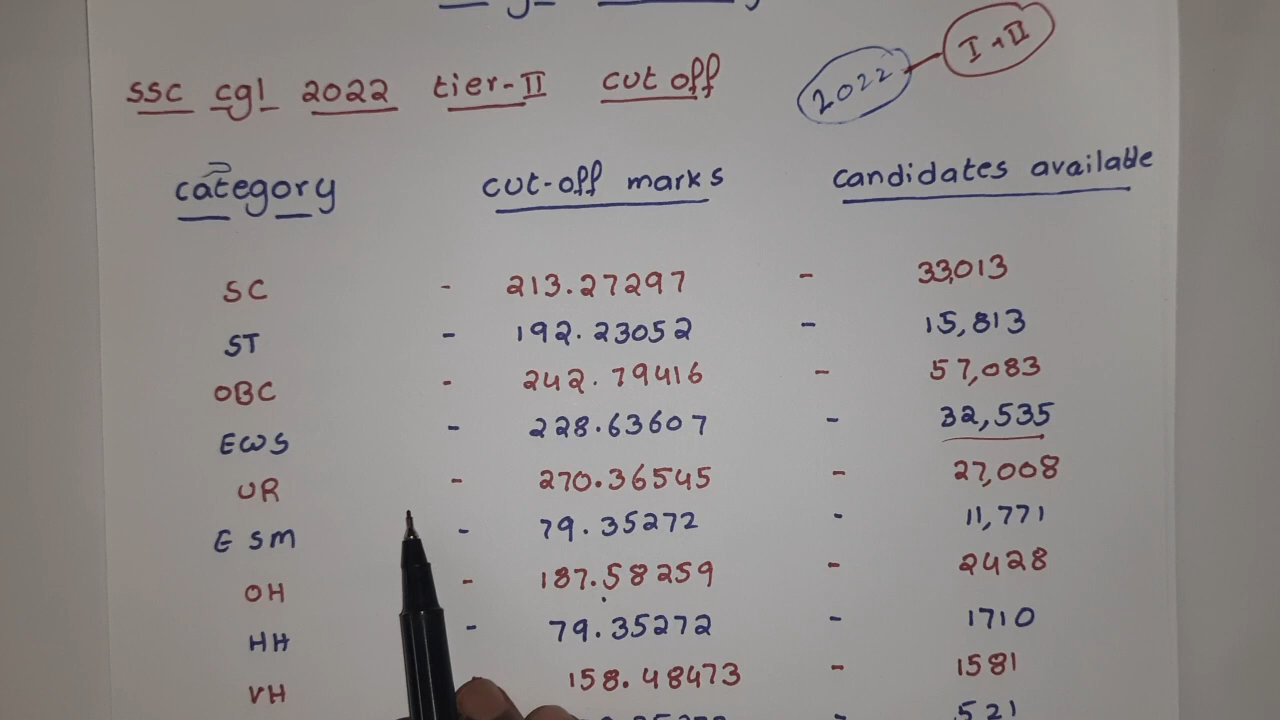 SSC cgl 2022 tier-II cut off
2022 - I+II
category cut-off marks candidates available
SC - 213.27297 - 33,013
ST - 192.23052 - 15,813
OBC - 242.79416 - 57,083
EWS - 228.63607 - 32,535
UR - 270.36545 - 27,008
ESM - 79.35272 - 11,771
OH - 187.58259 - 2428
HH - 79.35272 - 1710
VH 158.48473 - 1581
- 521